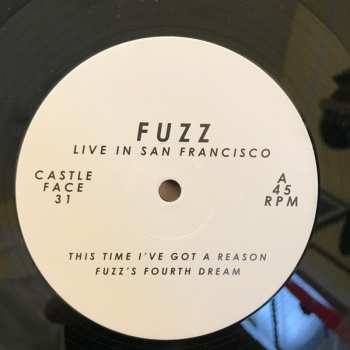 FUZZ
LIVE IN SAN FRANCISCO
CASTLE
FACE
31
A
45
RPM
THIS TIME I'VE GOT A REASON
FUZZ'S FOURTH DREAM